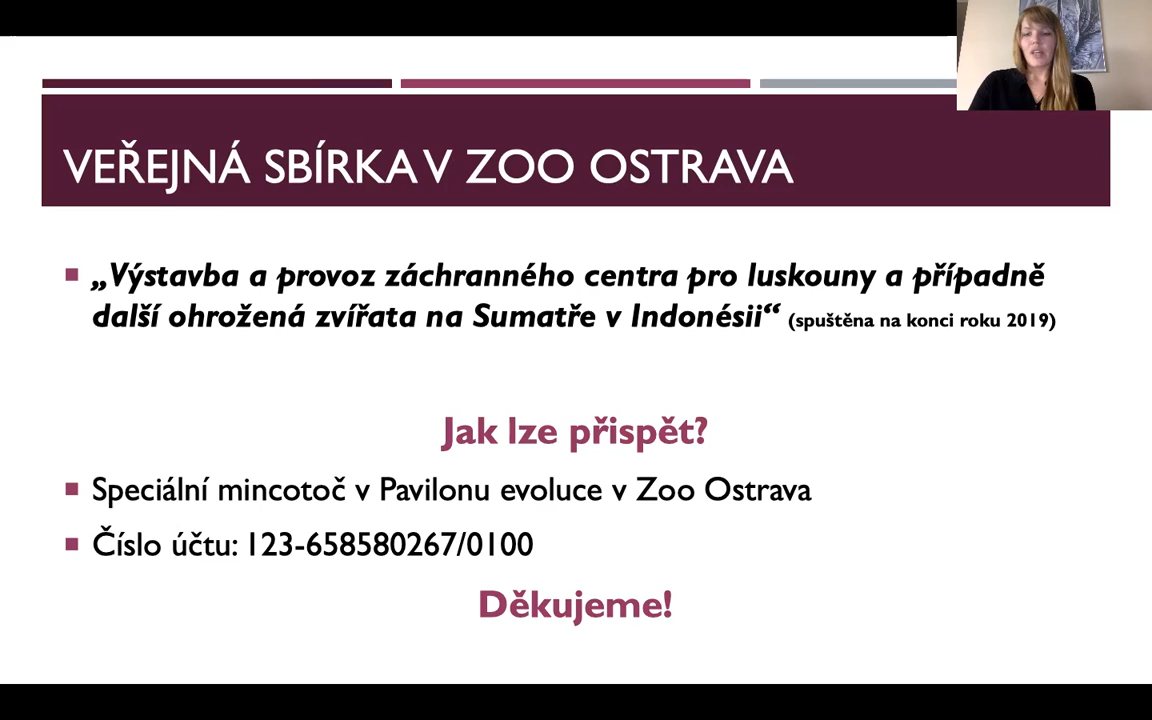 VEŘEJNÁ SBÍRKA V ZOO OSTRAVA
„Výstavba a provoz záchranného centra pro luskouny a případně
další ohrožená zvířata na Sumatře v Indonésii“ (spuštěna na konci roku 2019)
Jak lze přispět?
Speciální mincotoč v Pavilonu evoluce v Zoo Ostrava
Číslo účtu: 123-658580267/0100
Děkujeme!